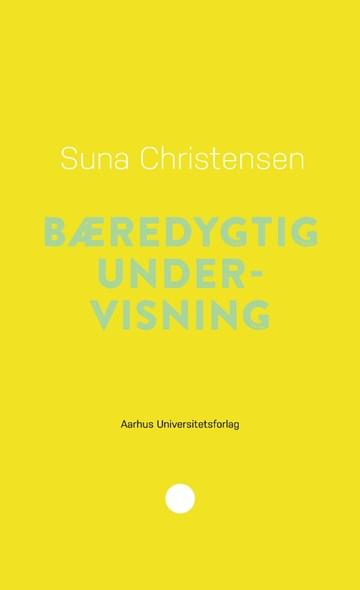 Suna Christensen
BÆREDYGTIG
UNDER-
VISNING
Aarhus Universitetsforlag